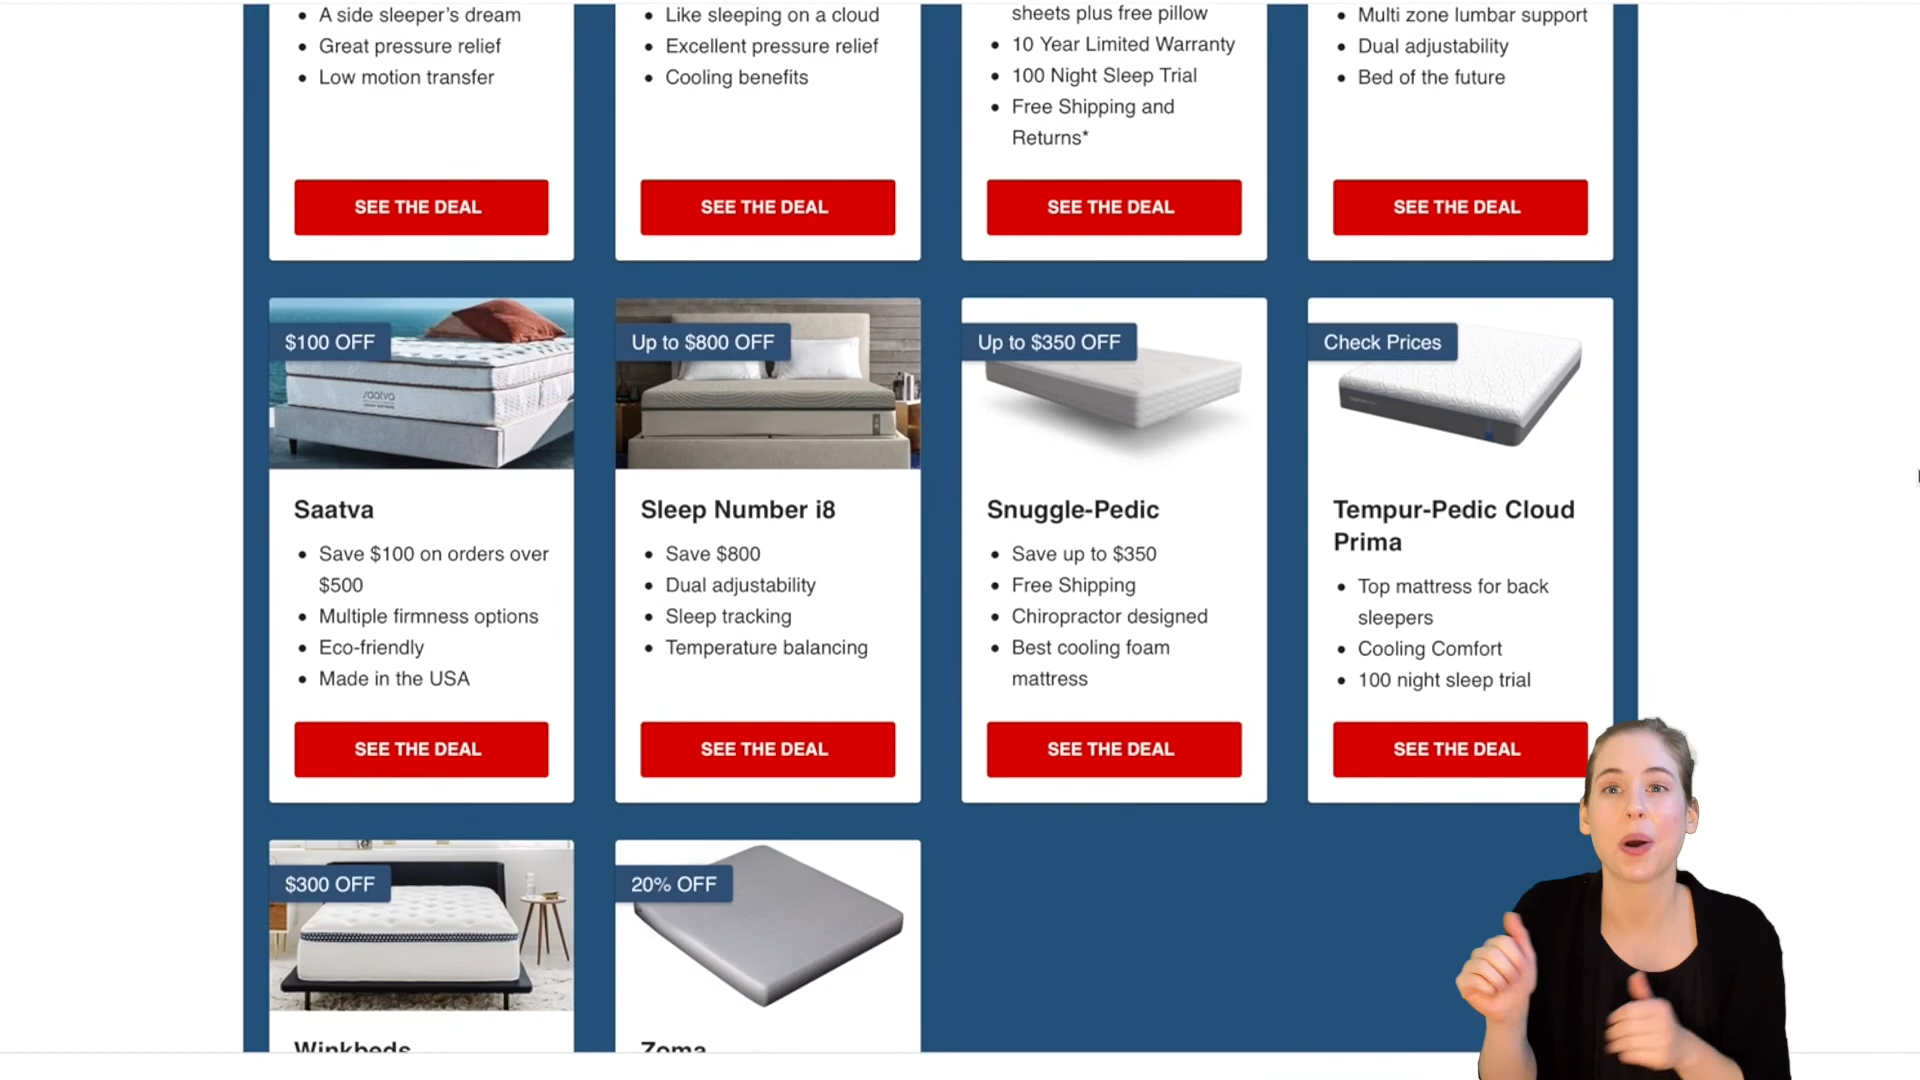 A side sleeper's dream
Great pressure relief
Low motion transfer
SEE THE DEAL
Like sleeping on a cloud
Excellent pressure relief
Cooling benefits
SEE THE DEAL
sheets plus free pillow
10 Year Limited Warranty
100 Night Sleep Trial
Free Shipping and
Returns*
SEE THE DEAL
Multi zone lumbar support
Dual adjustability
Bed of the future
SEE THE DEAL
$100 OFF
saatva
Saatva
Save $100 on orders over
$500
Multiple firmness options
Eco-friendly
Made in the USA
SEE THE DEAL
Up to $800 OFF
Sleep Number i8
Save $800
Dual adjustability
Sleep tracking
Temperature balancing
SEE THE DEAL
Up to $350 OFF
Snuggle-Pedic
Save up to $350
Free Shipping
Chiropractor designed
Best cooling foam
mattress
SEE THE DEAL
Check Prices
Tempur-Pedic Cloud
Prima
Top mattress for back
sleepers
Cooling Comfort
100 night sleep trial
SEE THE DEAL
$300 OFF
Winkbeds
20% OFF
Zoma